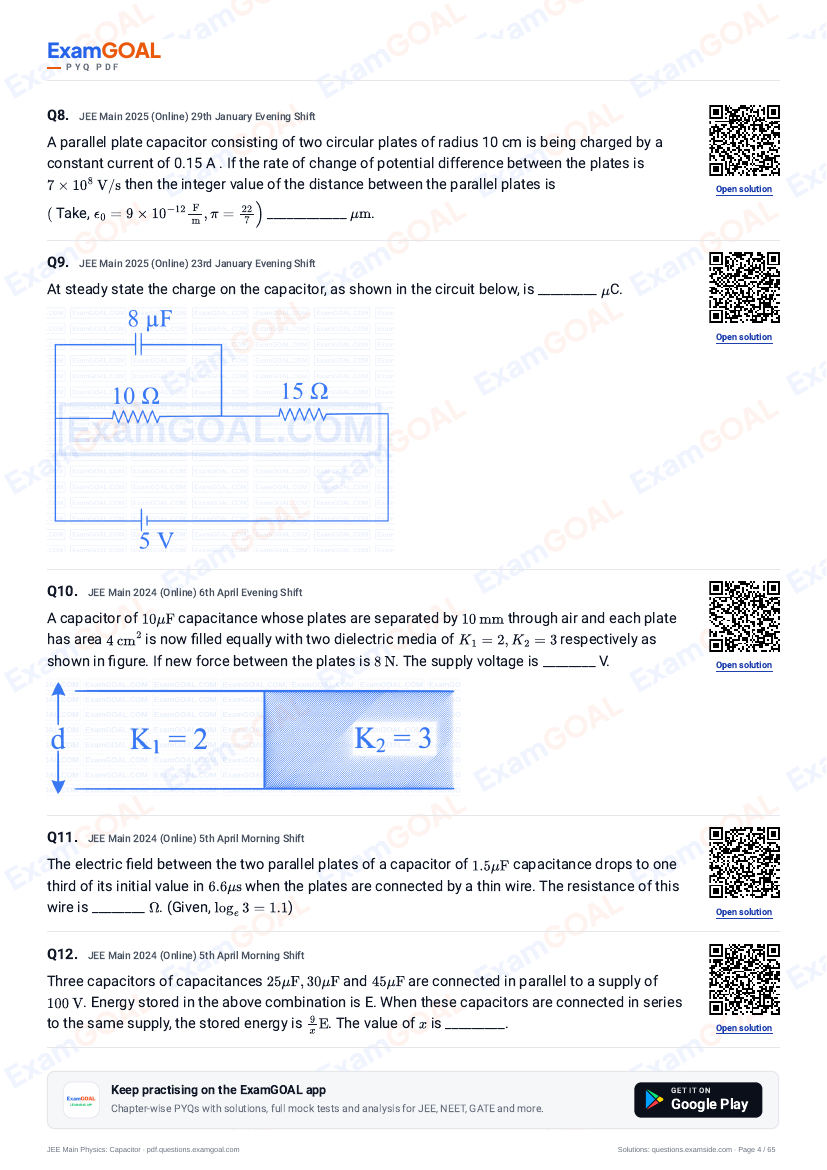 ExamGOAL
PYQ PDF
Q8. JEE Main 2025 (Online) 29th January Evening Shift
A parallel plate capacitor consisting of two circular plates of radius 10 cm is being charged by a
constant current of 0.15 A . If the rate of change of potential difference between the plates is
7 × 10⁸ V/s then the integer value of the distance between the parallel plates is
( Take, ϵ₀ = 9 × 10⁻¹² F/m, π = 22/7 ) ____________ μm.
Open solution
Q9. JEE Main 2025 (Online) 23rd January Evening Shift
At steady state the charge on the capacitor, as shown in the circuit below, is _________ μC.
Open solution
8 μF
10 Ω
15 Ω
ExamGOAL.COM
5 V
Q10. JEE Main 2024 (Online) 6th April Evening Shift
A capacitor of 10μF capacitance whose plates are separated by 10 mm through air and each plate
has area 4 cm² is now filled equally with two dielectric media of K₁ = 2, K₂ = 3 respectively as
shown in figure. If new force between the plates is 8 N. The supply voltage is ________ V.
Open solution
d
K₁ = 2
K₂ = 3
Q11. JEE Main 2024 (Online) 5th April Morning Shift
The electric field between the two parallel plates of a capacitor of 1.5μF capacitance drops to one
third of its initial value in 6.6μs when the plates are connected by a thin wire. The resistance of this
wire is ________ Ω. (Given, logₑ 3 = 1.1)
Open solution
Q12. JEE Main 2024 (Online) 5th April Morning Shift
Three capacitors of capacitances 25μF, 30μF and 45μF are connected in parallel to a supply of
100 V. Energy stored in the above combination is E. When these capacitors are connected in series
to the same supply, the stored energy is 9/x E. The value of x is _________.
Open solution
ExamGOAL
Keep practising on the ExamGOAL app
Chapter-wise PYQs with solutions, full mock tests and analysis for JEE, NEET, GATE and more.
GET IT ON
Google Play
JEE Main Physics: Capacitor · pdf.questions.examgoal.com
Solutions: questions.examside.com · Page 4 / 65